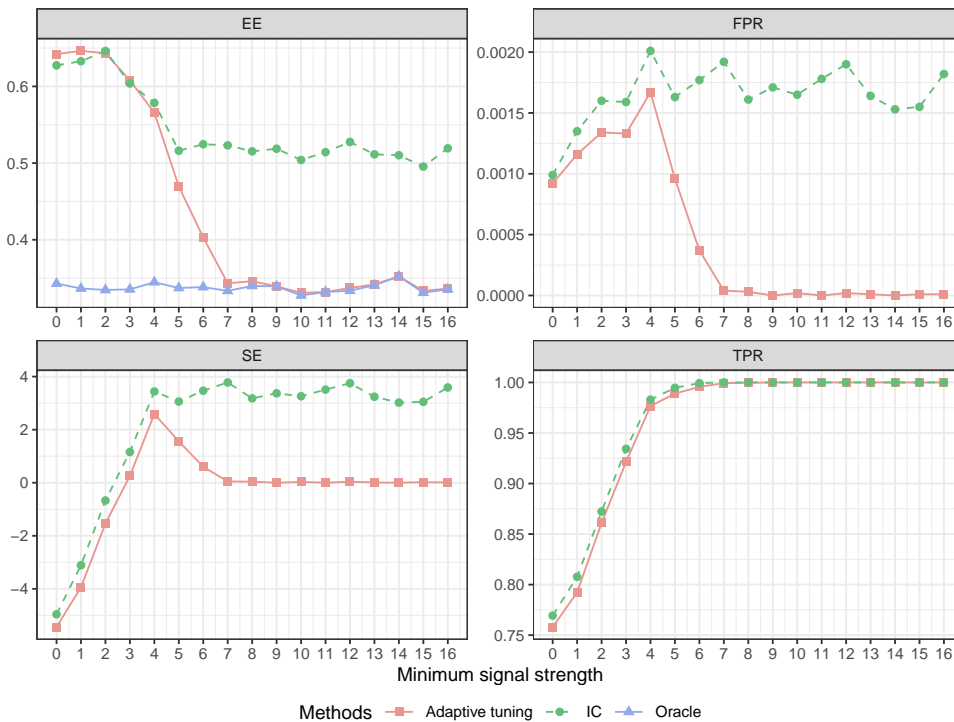 EE
FPR
0.6
0.5
0.4
0.0020
0.0015
0.0010
0.0005
0.0000
0 1 2 3 4 5 6 7 8 9 10 11 12 13 14 15 16
0 1 2 3 4 5 6 7 8 9 10 11 12 13 14 15 16
SE
TPR
4
2
0
−2
−4
1.00
0.95
0.90
0.85
0.80
0.75
0 1 2 3 4 5 6 7 8 9 10 11 12 13 14 15 16
0 1 2 3 4 5 6 7 8 9 10 11 12 13 14 15 16
Minimum signal strength
Methods Adaptive tuning IC Oracle